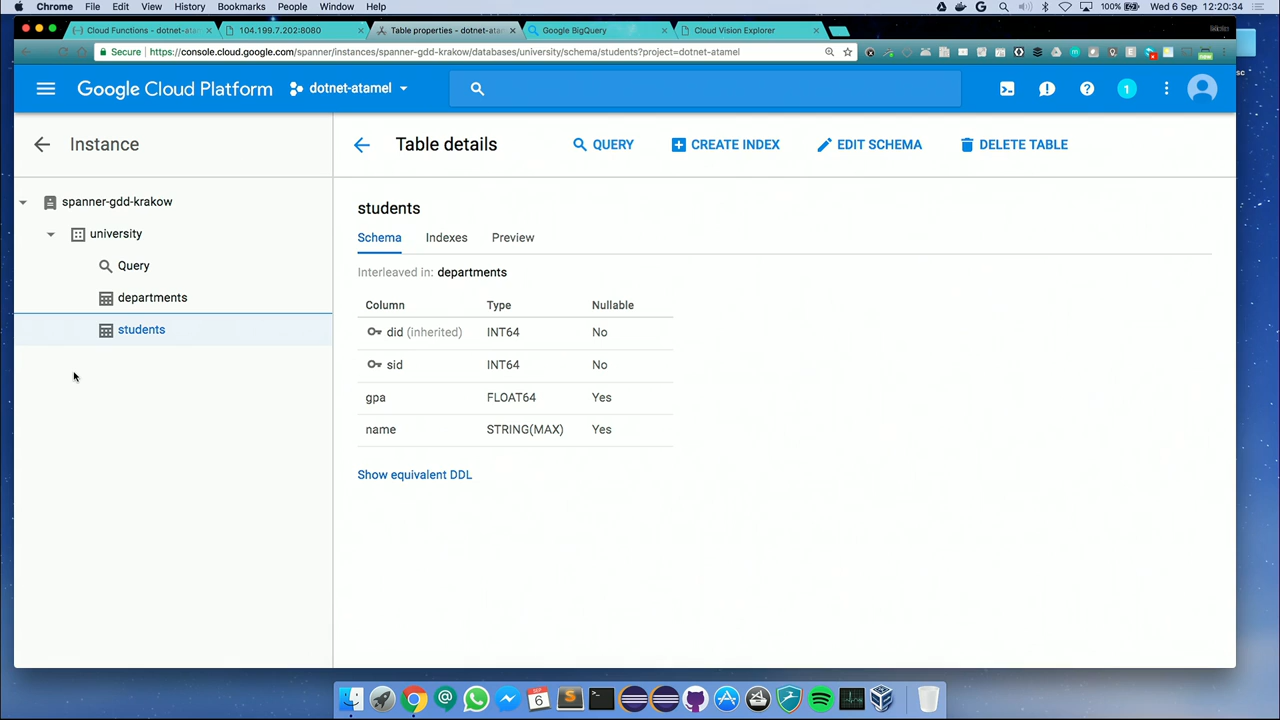 Chrome File Edit View History Bookmarks People Window Help 100% Wed 6 Sep 12:20:34
Cloud Functions - dotnet-atam
104.199.7.202:8080
Table properties - dotnet-atam
Google BigQuery
Cloud Vision Explorer
Secure https://console.cloud.google.com/spanner/instances/spanner-gdd-krakow/databases/university/schema/students?project=dotnet-atamel
Google Cloud Platform dotnet-atamel 1
Instance
Table details QUERY CREATE INDEX EDIT SCHEMA DELETE TABLE
spanner-gdd-krakow
university
Query
departments
students
students
Schema Indexes Preview
Interleaved in: departments
Column Type Nullable
did (inherited) INT64 No
sid INT64 No
gpa FLOAT64 Yes
name STRING(MAX) Yes
Show equivalent DDL
SEP
6